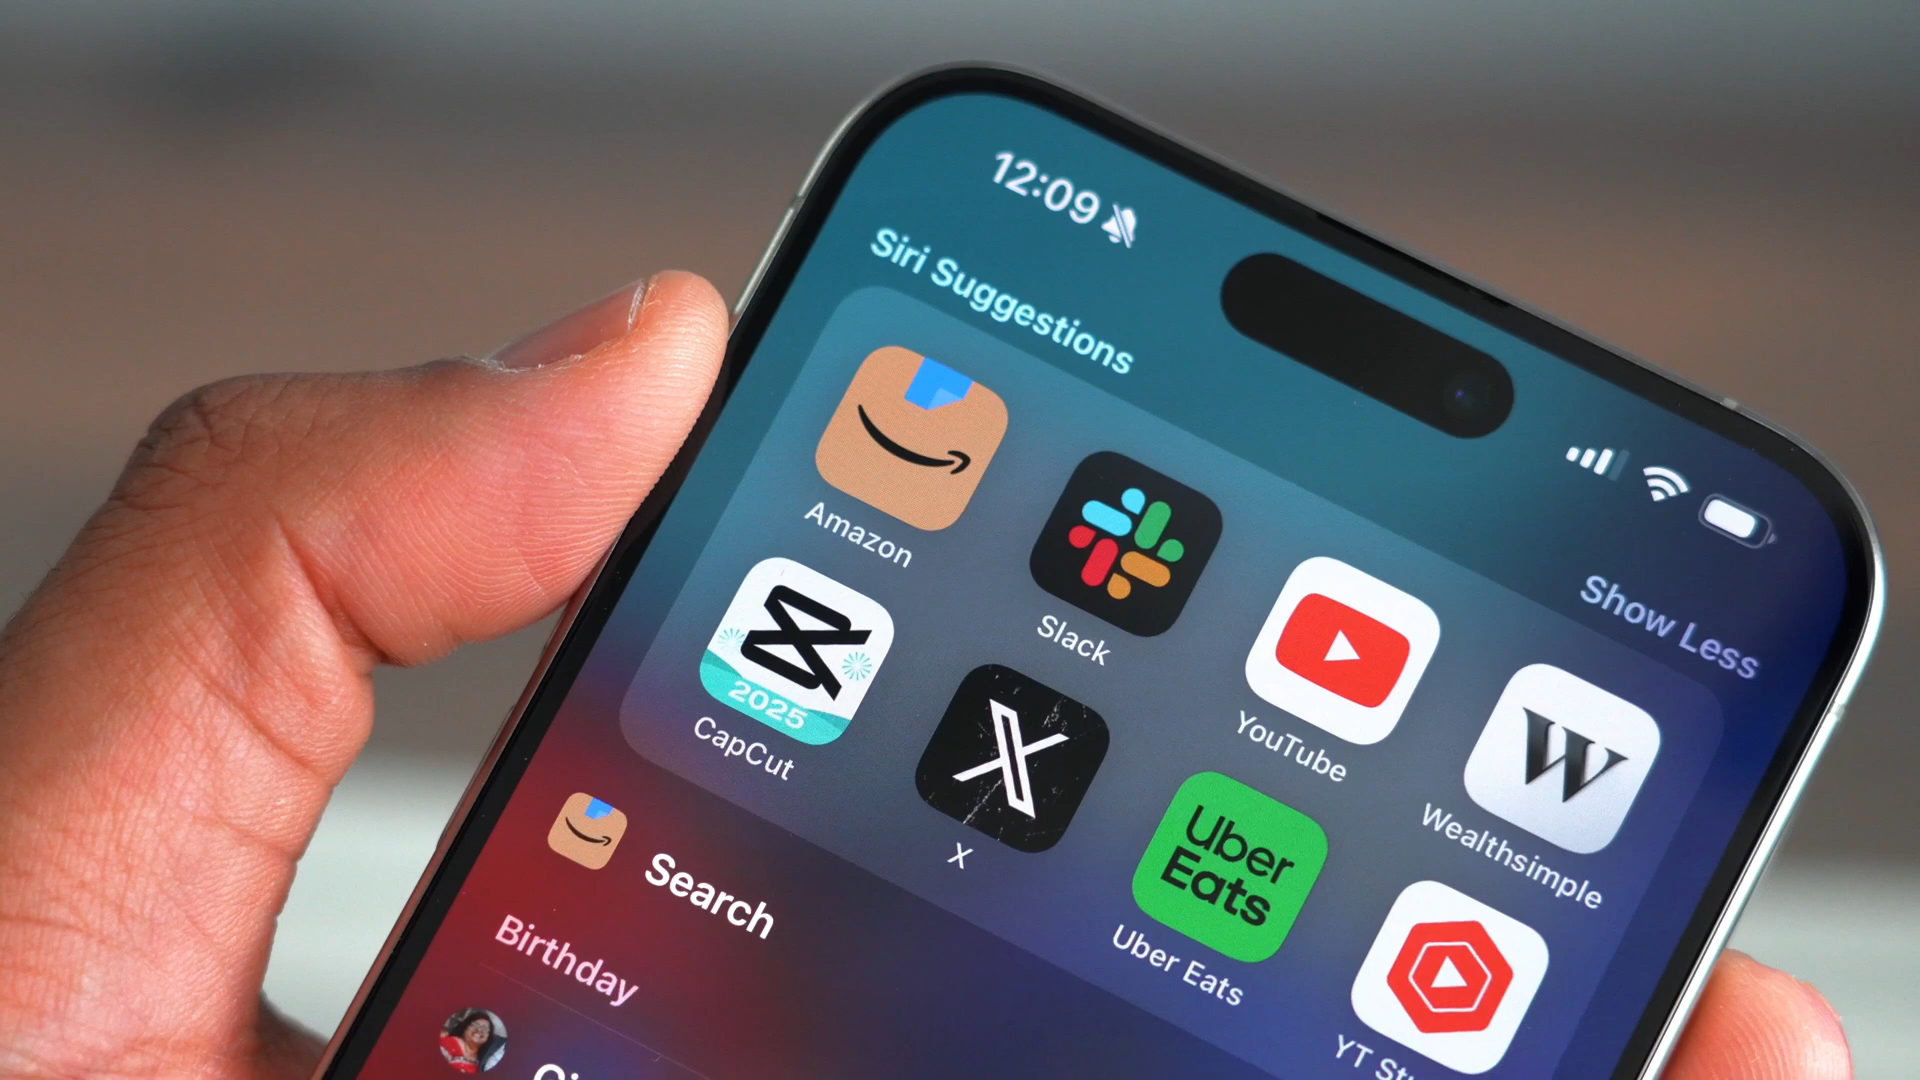 12:09
Siri Suggestions
Show Less
Amazon
Slack
YouTube
Wealthsimple
2025
CapCut
X
Uber
Eats
Uber Eats
W
YT
Search
Birthday